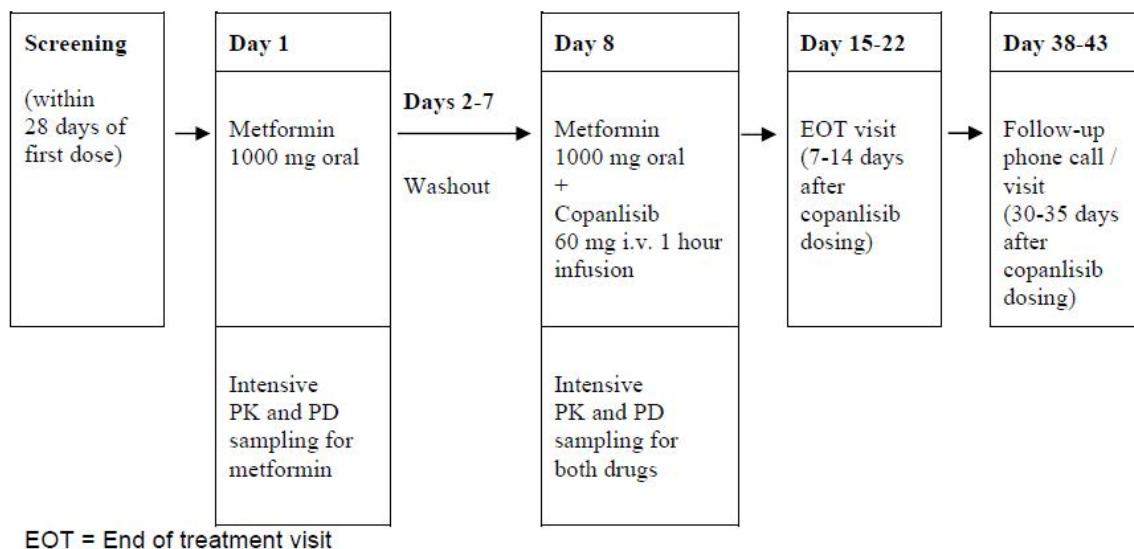 Screening
(within
28 days of
first dose)
Day 1
Metformin
1000 mg oral
Intensive
PK and PD
sampling for
metformin
Days 2-7
Washout
Day 8
Metformin
1000 mg oral
+
Copanlisib
60 mg i.v. 1 hour
infusion
Intensive
PK and PD
sampling for
both drugs
Day 15-22
EOT visit
(7-14 days
after
copanlisib
dosing)
Day 38-43
Follow-up
phone call /
visit
(30-35 days
after
copanlisib
dosing)
EOT = End of treatment visit